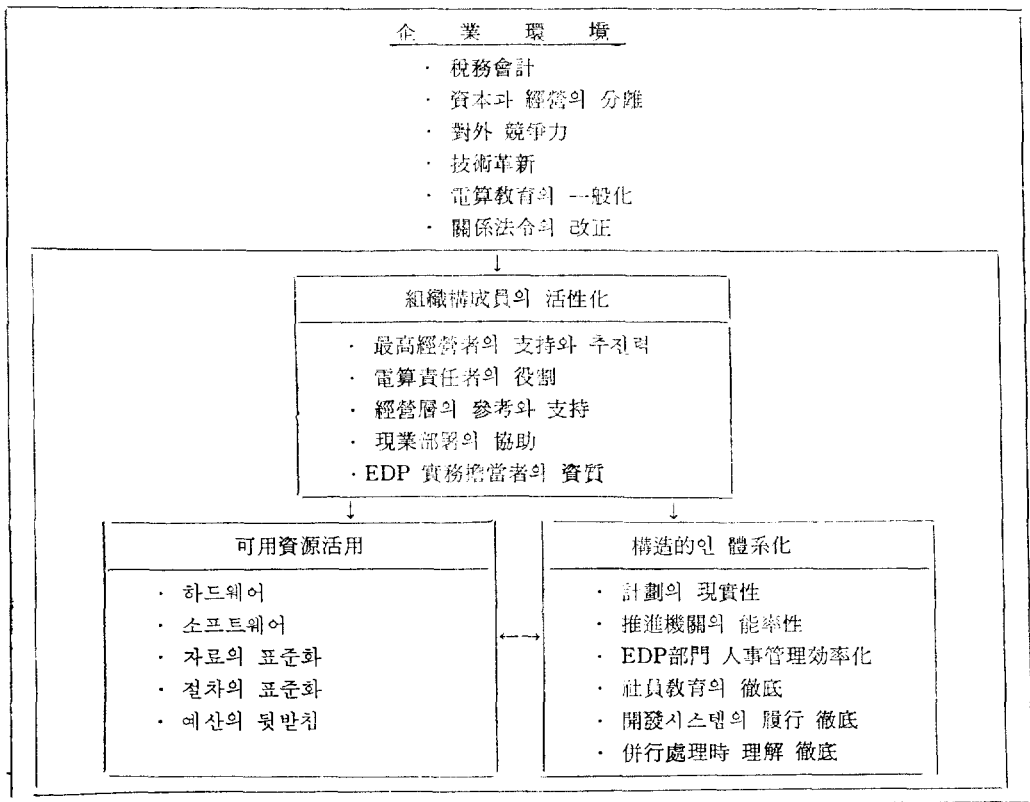 企業環境
· 稅務會計
· 資本과 經營의 分離
· 對外 競爭力
· 技術革新
· 電算敎育의 一般化
· 關係法令의 改正
↓
組織構成員의 活性化
· 最高經營者의 支持와 추진력
· 電算責任者의 役割
· 經營層의 參考와 支持
· 現業部署의 協助
· EDP 實務擔當者의 資質
↓ ↓
可用資源活用
· 하드웨어
· 소프트웨어
· 자료의 표준화
· 절차의 표준화
· 예산의 뒷받침
←→
構造的인 體系化
· 計劃의 現實性
· 推進機關의 能率性
· EDP部門 人事管理効率化
· 社員敎育의 徹底
· 開發시스템의 履行 徹底
· 併行處理時 理解 徹底